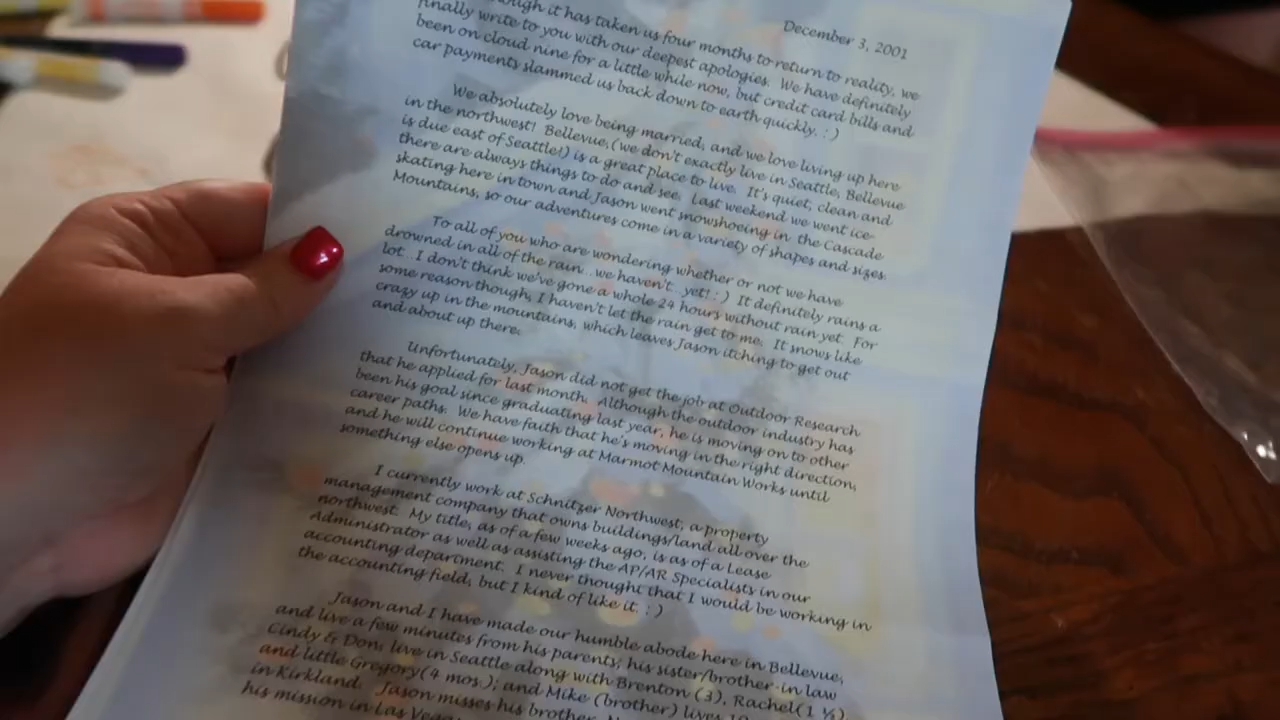 December 3, 2001
though it has taken us four months to return to reality, we
finally write to you with our deepest apologies. We have definitely
been on cloud nine for a little while now, but credit card bills and
car payments slammed us back down to earth quickly. : )
We absolutely love being married, and we love living up here
in the northwest! Bellevue, (we don't exactly live in Seattle, Bellevue
is due east of Seattle!) is a great place to live. It's quiet, clean and
there are always things to do and see. Last weekend we went ice-
skating here in town and Jason went snowshoeing in the Cascade
Mountains, so our adventures come in a variety of shapes and sizes.
To all of you who are wondering whether or not we have
drowned in all of the rain...we haven't...yet! : ) It definitely rains a
lot...I don't think we've gone a whole 24 hours without rain yet. For
some reason though, I haven't let the rain get to me. It snows like
crazy up in the mountains, which leaves Jason itching to get out
and about up there.
Unfortunately, Jason did not get the job at Outdoor Research
that he applied for last month. Although the outdoor industry has
been his goal since graduating last year, he is moving on to other
career paths. We have faith that he's moving in the right direction,
and he will continue working at Marmot Mountain Works until
something else opens up.
I currently work at Schnitzer Northwest, a property
management company that owns buildings/land all over the
northwest. My title, as of a few weeks ago, is as of a Lease
Administrator as well as assisting the AP/AR Specialists in our
accounting department. I never thought that I would be working in
the accounting field, but I kind of like it. : )
Jason and I have made our humble abode here in Bellevue,
and live a few minutes from his parents; his sister/brother-in law
Cindy & Don, live in Seattle along with Brenton (3), Rachel(1 ½),
and little Gregory(4 mos.); and Mike (brother) lives
in Kirkland. Jason misses his brother,
his mission in Las Vegas